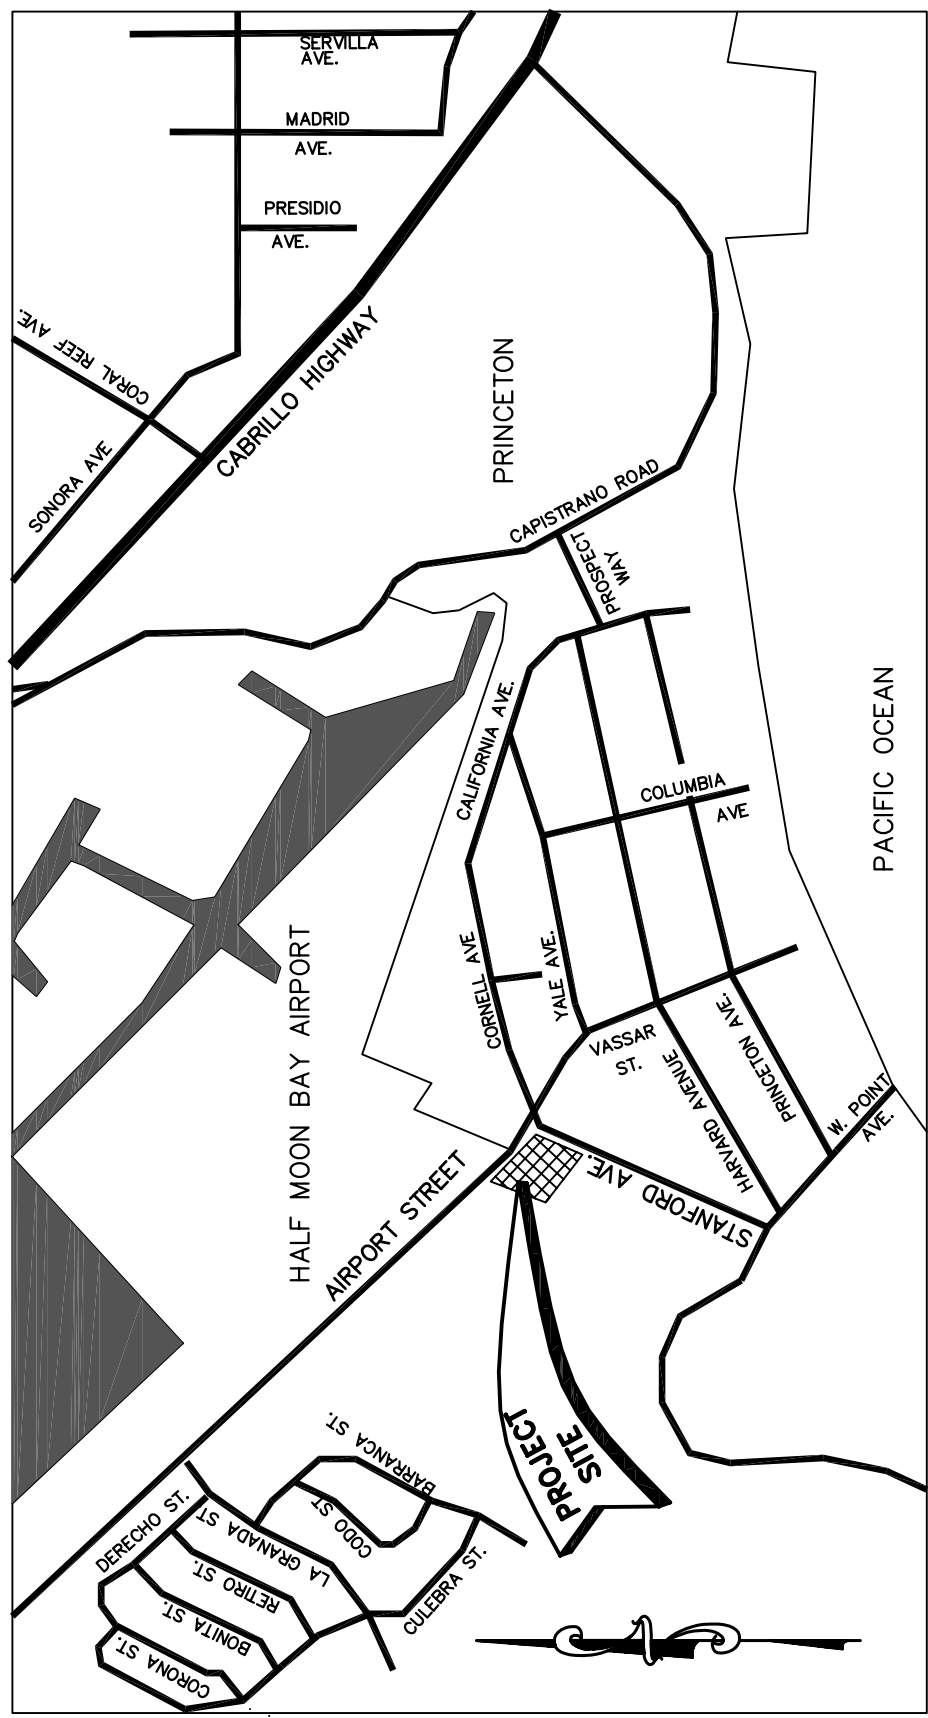 SERVILLA
AVE.
MADRID
AVE.
PRESIDIO
AVE.
CORAL REEF AVE.
SONORA AVE
CABRILLO HIGHWAY
PRINCETON
CAPISTRANO ROAD
PROSPECT
WAY
CALIFORNIA AVE.
COLUMBIA
AVE
PACIFIC OCEAN
HALF MOON BAY AIRPORT
CORNELL AVE
YALE AVE.
VASSAR
ST.
HARVARD AVENUE
PRINCETON AVE.
W. POINT
AVE.
STANFORD AVE.
AIRPORT STREET
PROJECT
SITE
BARRANCA ST.
CODO ST
DERECHO ST.
LA GRANADA ST
RETIRO ST.
BONITA ST.
CORONA ST.
CULEBRA ST.
N